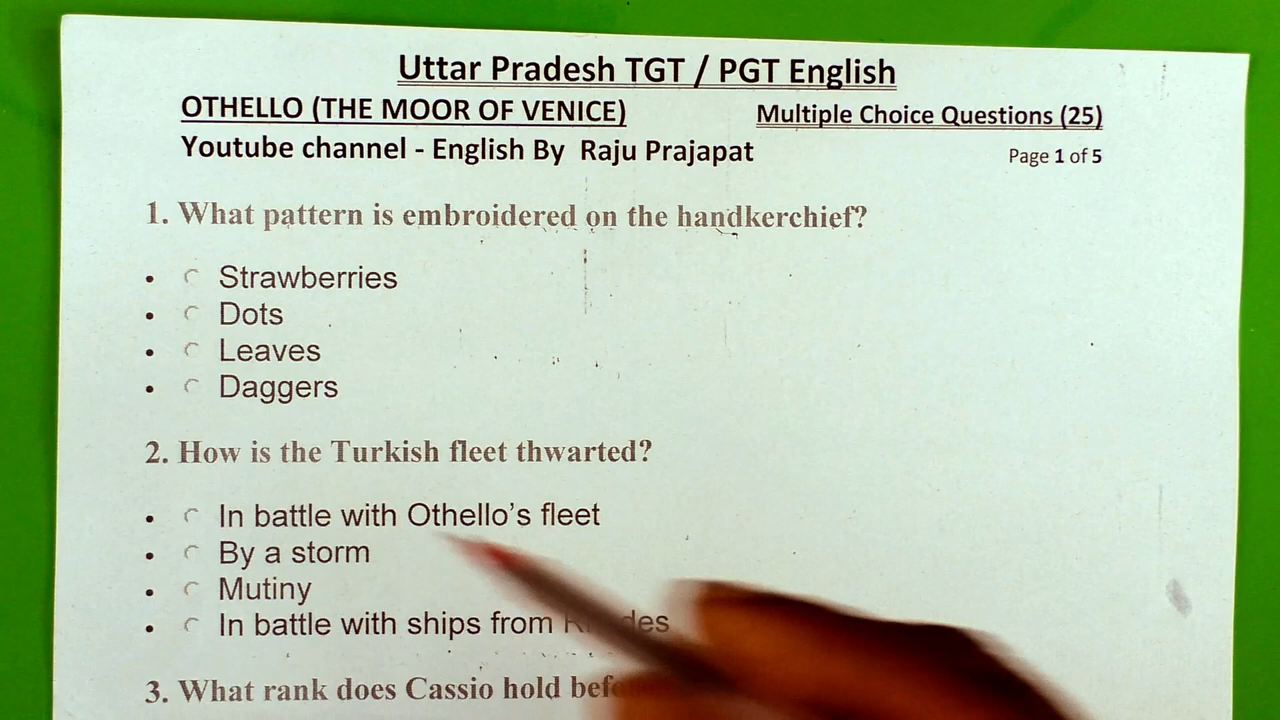 Uttar Pradesh TGT / PGT English
OTHELLO (THE MOOR OF VENICE) Multiple Choice Questions (25)
Youtube channel - English By Raju Prajapat Page 1 of 5
1. What pattern is embroidered on the handkerchief?
• Strawberries
• Dots
• Leaves
• Daggers
2. How is the Turkish fleet thwarted?
• In battle with Othello’s fleet
• By a storm
• Mutiny
• In battle with ships from
3. What rank does Cassio hold